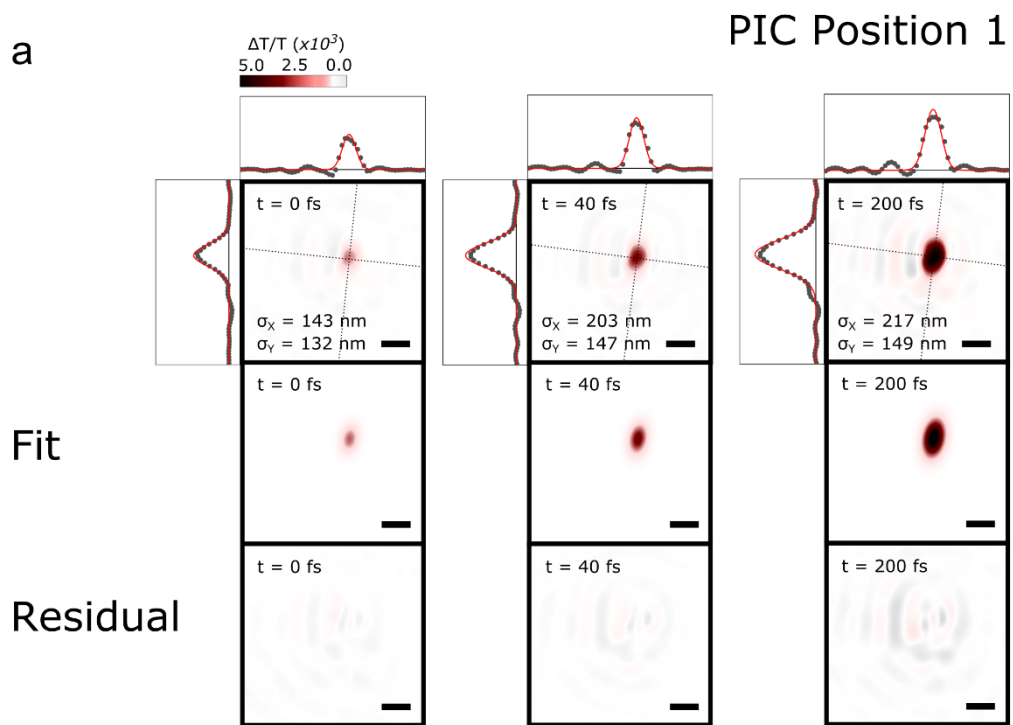 a
PIC Position 1
ΔT/T (x10³)
5.0 2.5 0.0
t = 0 fs
σX = 143 nm
σY = 132 nm
t = 40 fs
σX = 203 nm
σY = 147 nm
t = 200 fs
σX = 217 nm
σY = 149 nm
Fit
t = 0 fs
t = 40 fs
t = 200 fs
Residual
t = 0 fs
t = 40 fs
t = 200 fs